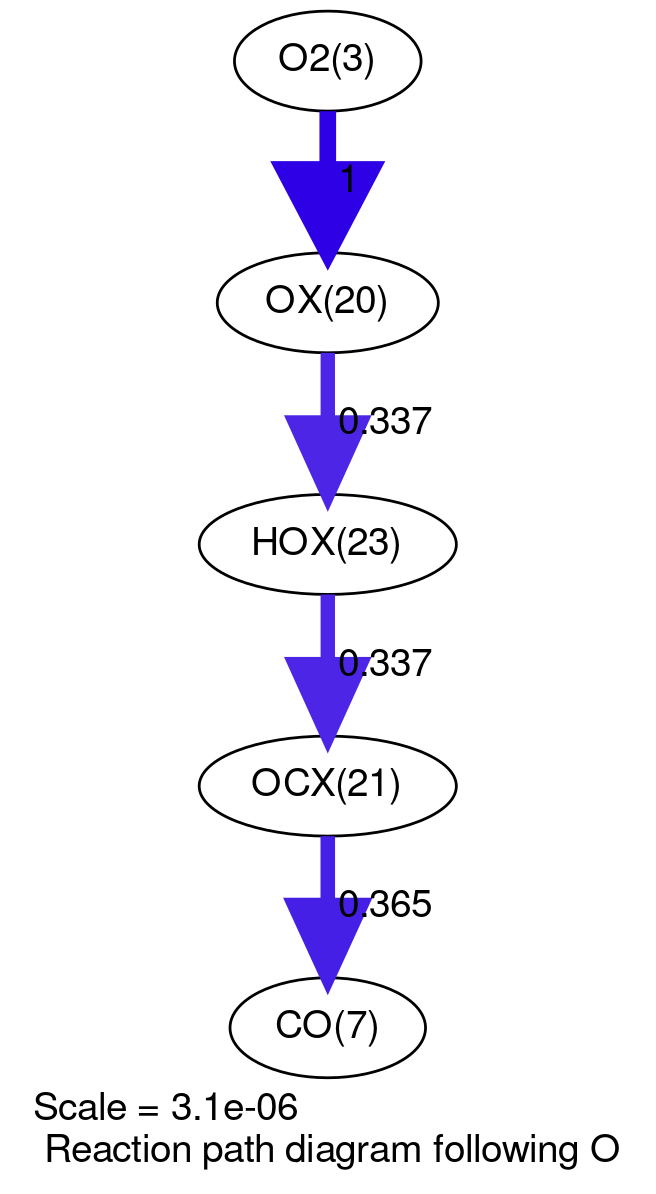 O2(3)
1
OX(20)
0.337
HOX(23)
0.337
OCX(21)
0.365
CO(7)
Scale = 3.1e-06
Reaction path diagram following O